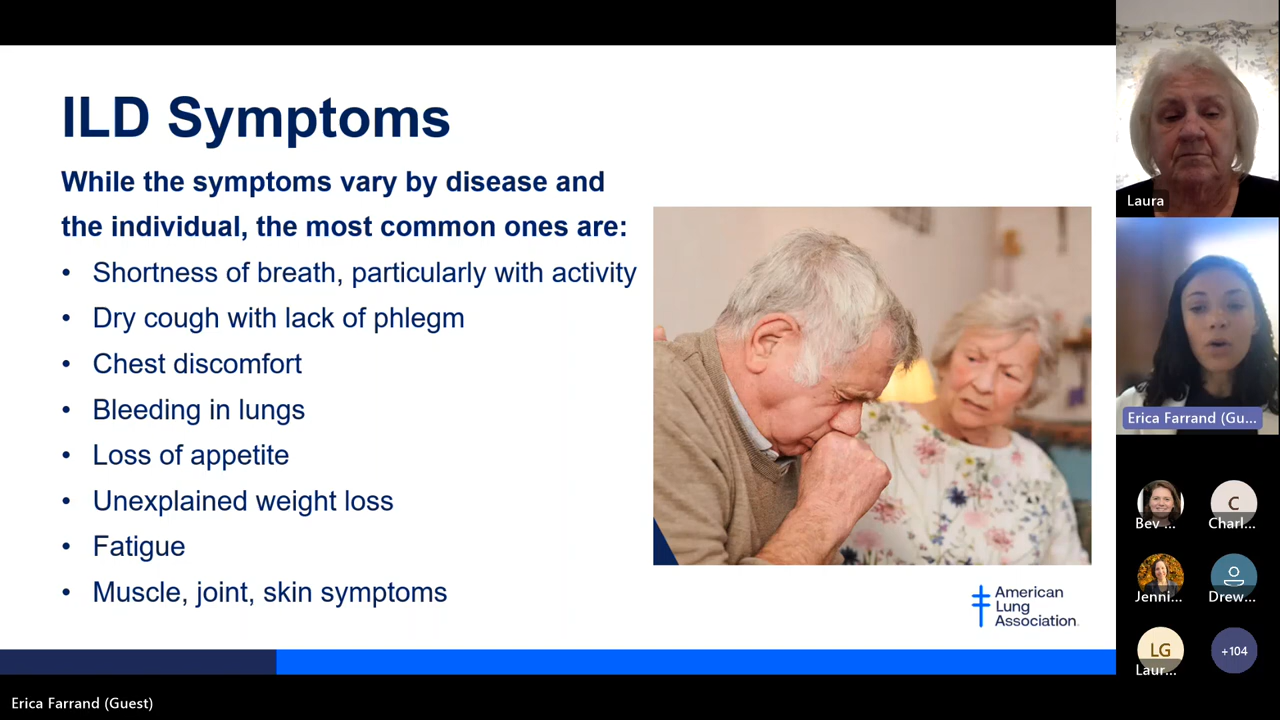 ILD Symptoms
While the symptoms vary by disease and
the individual, the most common ones are:
• Shortness of breath, particularly with activity
• Dry cough with lack of phlegm
• Chest discomfort
• Bleeding in lungs
• Loss of appetite
• Unexplained weight loss
• Fatigue
• Muscle, joint, skin symptoms
American
Lung
Association.
Laura
Erica Farrand (Gu...
Bev ...
C
Charl...
Jenni...
Drew...
LG
Laur...
+104
Erica Farrand (Guest)